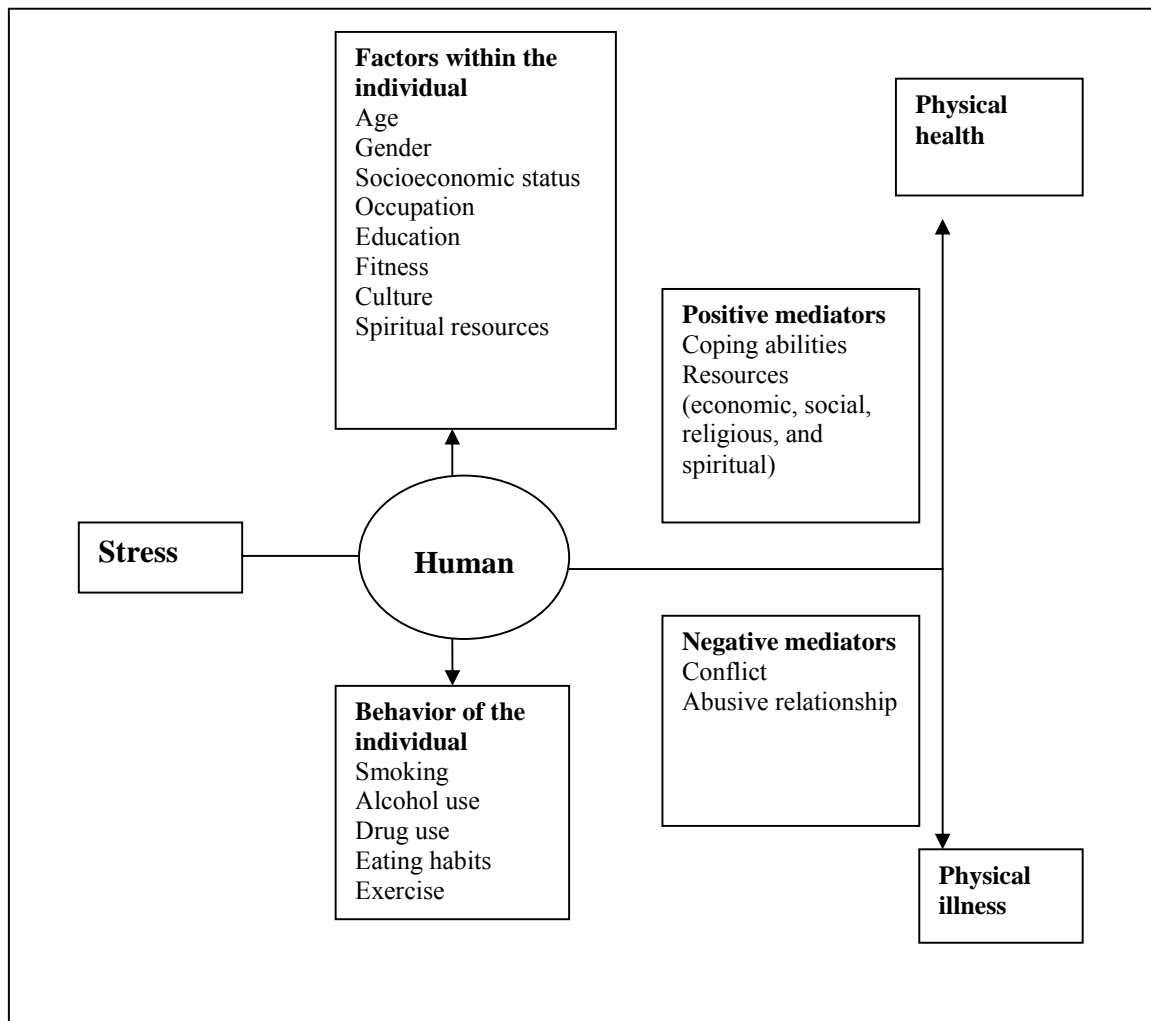 Factors within the
individual
Age
Gender
Socioeconomic status
Occupation
Education
Fitness
Culture
Spiritual resources
Physical
health
Positive mediators
Coping abilities
Resources
(economic, social,
religious, and
spiritual)
Stress
Human
Negative mediators
Conflict
Abusive relationship
Behavior of the
individual
Smoking
Alcohol use
Drug use
Eating habits
Exercise
Physical
illness